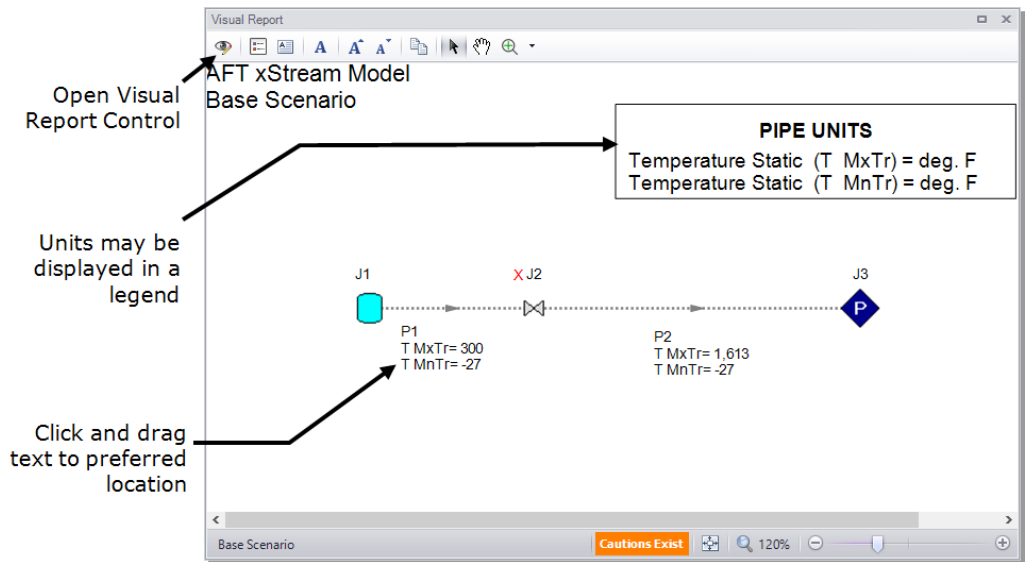 Visual Report
A A A
AFT xStream Model
Base Scenario
Open Visual
Report Control
PIPE UNITS
Temperature Static (T MxTr) = deg. F
Temperature Static (T MnTr) = deg. F
Units may be
displayed in a
legend
J1
X J2
J3
P
P1
T MxTr= 300
T MnTr= -27
P2
T MxTr= 1,613
T MnTr= -27
Click and drag
text to preferred
location
Base Scenario
Cautions Exist
120%